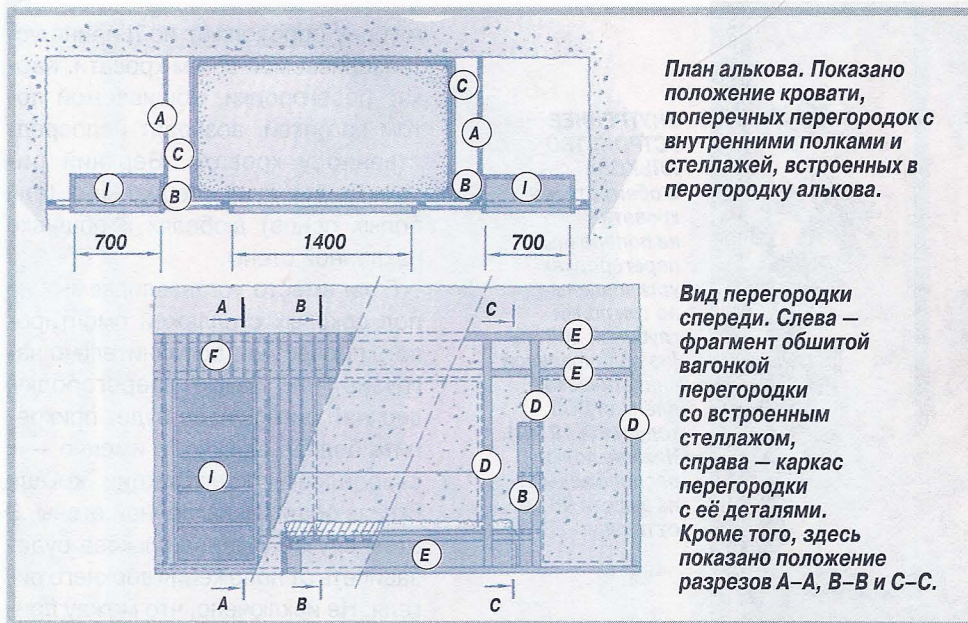 План алькова. Показано
положение кровати,
поперечных перегородок с
внутренними полками и
стеллажей, встроенных в
перегородку алькова.
A
C
B
I
C
A
B
I
700
1400
700
Вид перегородки
спереди. Слева —
фрагмент обшитой
вагонкой
перегородки
со встроенным
стеллажом,
справа — каркас
перегородки
с её деталями.
Кроме того, здесь
показано положение
разрезов А–А, В–В и С–С.
A B C
E
F
E
D
D
D
I
B
E
A B C